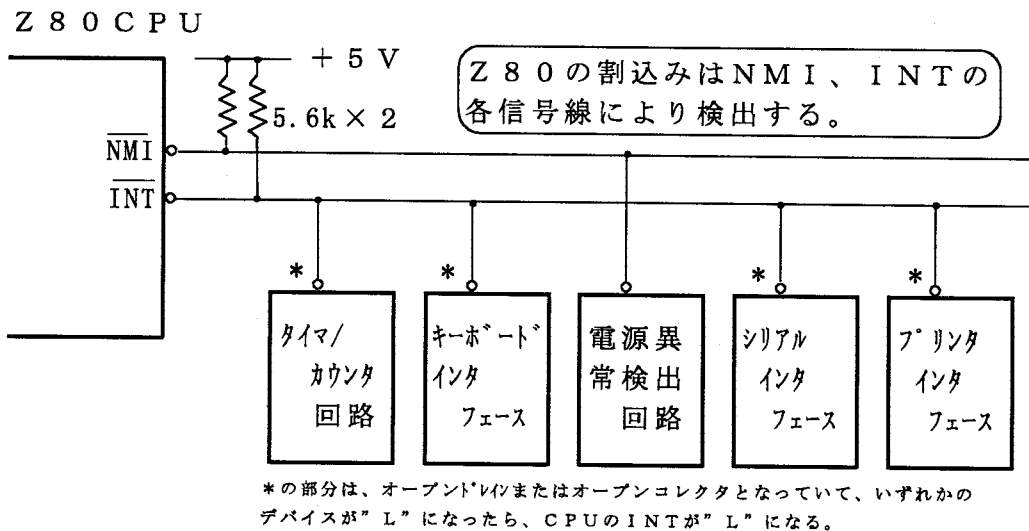 Z80CPU
+5V
5.6k×2
Z80の割込みはNMI、INTの
各信号線により検出する。
NMI
INT
*
*
*
*
タイマ/
カウンタ
回路
キーボード
インタ
フェース
電源異
常検出
回路
シリアル
インタ
フェース
プリンタ
インタ
フェース
*の部分は、オープンドレインまたはオープンコレクタとなっていて、いずれかの
デバイスが”L”になったら、CPUのINTが”L”になる。